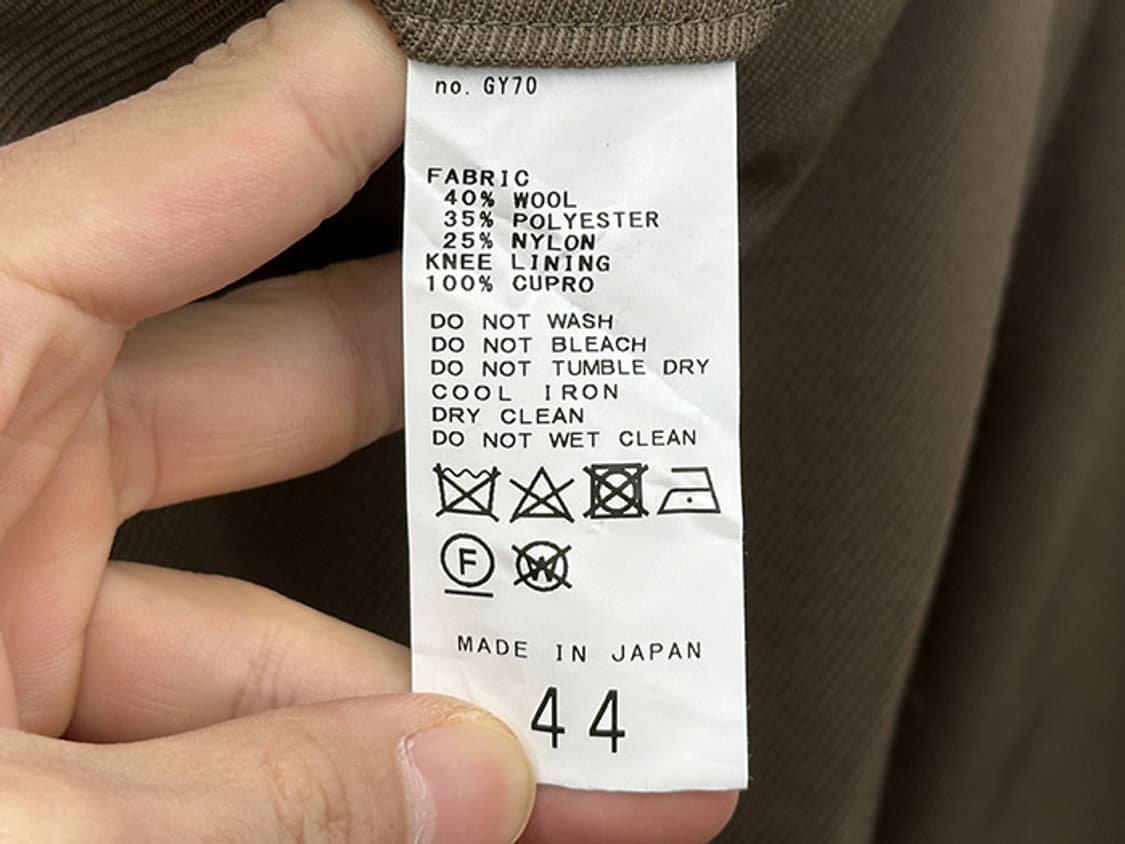 no. GY70
FABRIC
40% WOOL
35% POLYESTER
25% NYLON
KNEE LINING
100% CUPRO
DO NOT WASH
DO NOT BLEACH
DO NOT TUMBLE DRY
COOL IRON
DRY CLEAN
DO NOT WET CLEAN
F W
MADE IN JAPAN
44